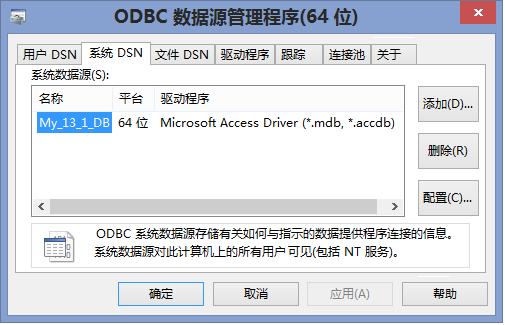 ODBC 数据源管理程序(64 位)
用户 DSN 系统 DSN 文件 DSN 驱动程序 跟踪 连接池 关于
系统数据源(S):
名称 平台 驱动程序
My_13_1_DB 64 位 Microsoft Access Driver (*.mdb, *.accdb)
添加(D)...
删除(R)
配置(C)...
ODBC 系统数据源存储有关如何与指示的数据提供程序连接的信息。
系统数据源对此计算机上的所有用户可见(包括 NT 服务)。
确定 取消 应用(A) 帮助